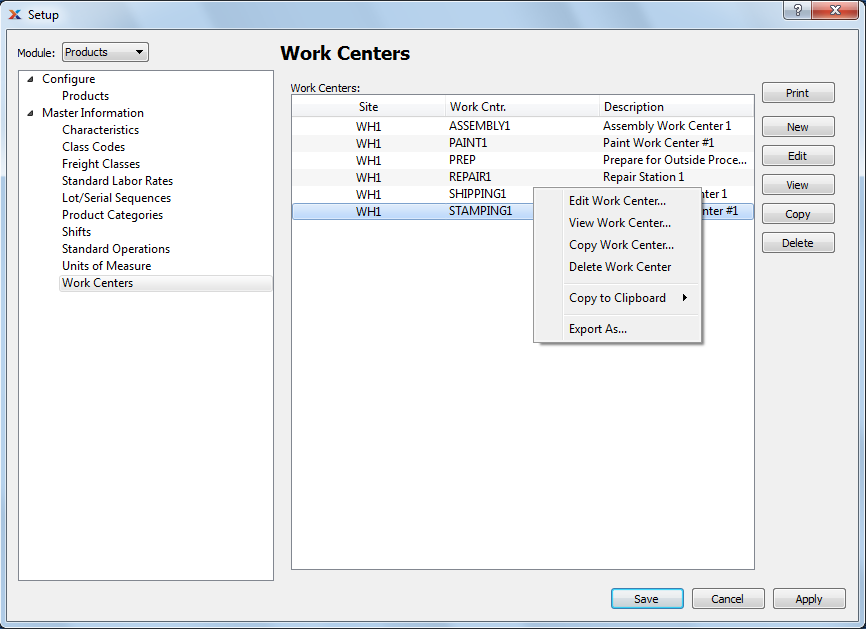 Setup
?
Module: Products
Work Centers
Configure
Products
Master Information
Characteristics
Class Codes
Freight Classes
Standard Labor Rates
Lot/Serial Sequences
Product Categories
Shifts
Standard Operations
Units of Measure
Work Centers
Work Centers:
Site Work Cntr. Description
WH1 ASSEMBLY1 Assembly Work Center 1
WH1 PAINT1 Paint Work Center #1
WH1 PREP Prepare for Outside Proce...
WH1 REPAIR1 Repair Station 1
WH1 SHIPPING1 nter 1
WH1 STAMPING1 nter #1
Edit Work Center...
View Work Center...
Copy Work Center...
Delete Work Center
Copy to Clipboard
Export As...
Print
New
Edit
View
Copy
Delete
Save Cancel Apply